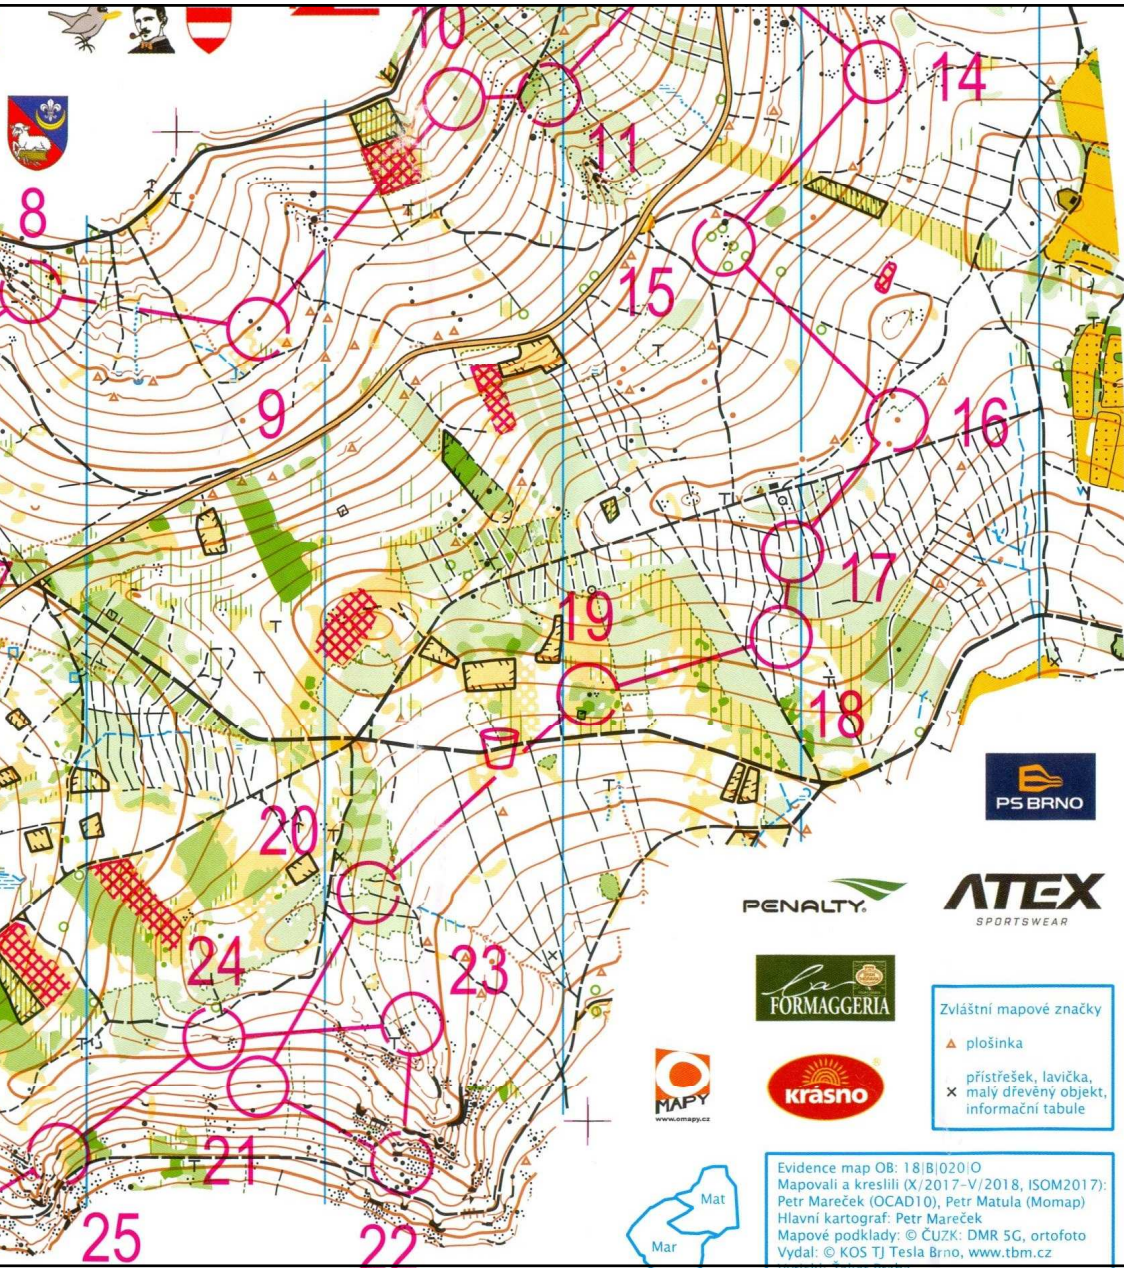 10
14
11
8
15
9
16
17
19
18
20
PS BRNO
PENALTY
ATEX
SPORTSWEAR
24
23
la
FORMAGGERIA
Zvláštní mapové značky
plošinka
přístřešek, lavička,
malý dřevěný objekt,
informační tabule
MAPY
www.omapy.cz
krásno
21
25
22
Mat
Mar
Evidence map OB: 18|B|020|O
Mapovali a kreslili (X/2017-V/2018, ISOM2017):
Petr Mareček (OCAD10), Petr Matula (Momap)
Hlavní kartograf: Petr Mareček
Mapové podklady: © ČUZK: DMR 5G, ortofoto
Vydal: © KOS TJ Tesla Brno, www.tbm.cz